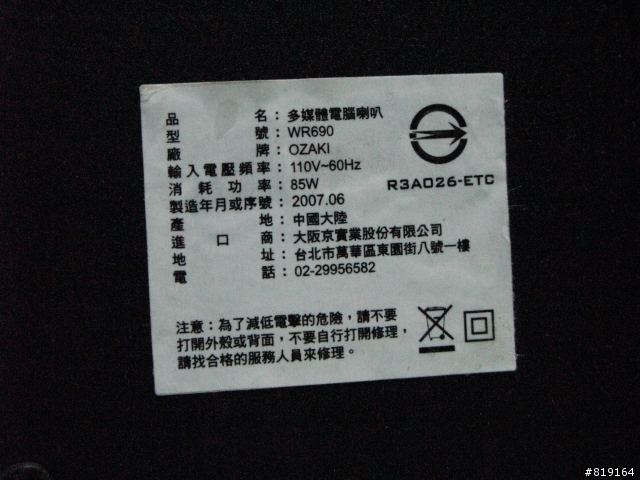 品名：多媒體電腦喇叭
型號：WR690
廠牌：OZAKI
輸入電壓頻率：110V~60Hz
消耗功率：85W
製造年月或序號：2007.06
產地：中國大陸
進口商：大阪京實業股份有限公司
地址：台北市萬華區東園街八號一樓
電話：02-29956582
R3A026-ETC
注意：為了減低電擊的危險，請不要
打開外殼或背面，不要自行打開修理，
請找合格的服務人員來修理。
#819164